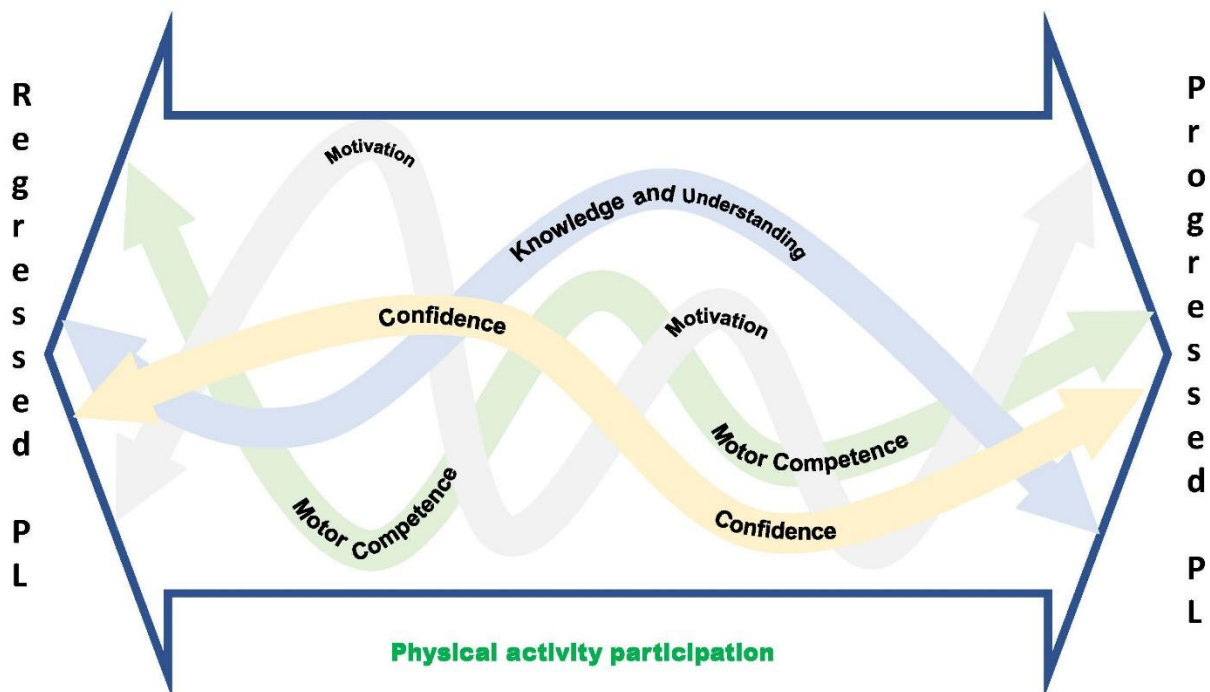 Regressed PL
Motivation
Knowledge and Understanding
Confidence
Motivation
Motor Competence
Motor Competence
Confidence
Progressed PL
Physical activity participation